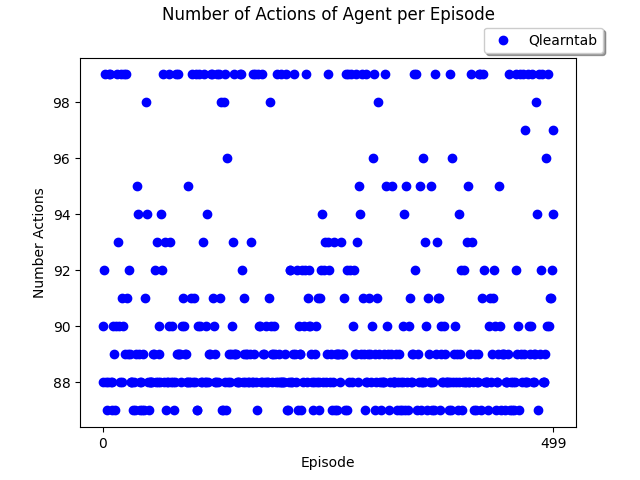 Number of Actions of Agent per Episode
Qlearntab
98
96
94
92
90
88
Number Actions
0
499
Episode